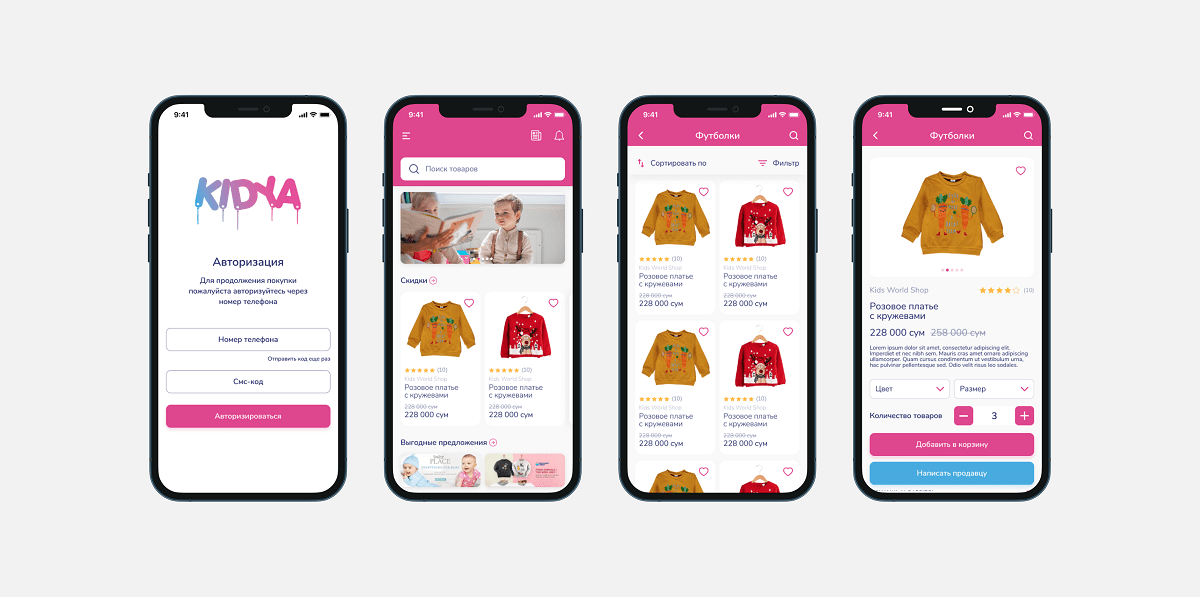 9:41
KIDYA
Авторизация
Для продолжения покупки
пожалуйста авторизуйтесь через
номер телефона
Номер телефона
Отправить код еще раз
Смс-код
Авторизироваться
9:41
Поиск товаров
Скидки
(10)
Kids World Shop
Розовое платье
с кружевами
228 000 сум
228 000 сум
(10)
Kids World Shop
Розовое платье
с кружевами
228 000 сум
228 000 сум
Выгодные предложения
baby
PLACE
9:41
Футболки
Сортировать по
Фильтр
(10)
Kids World Shop
Розовое платье
с кружевами
228 000 сум
228 000 сум
(10)
Kids World Shop
Розовое платье
с кружевами
228 000 сум
228 000 сум
(10)
Kids World Shop
Розовое платье
с кружевами
228 000 сум
228 000 сум
(10)
Kids World Shop
Розовое платье
с кружевами
228 000 сум
228 000 сум
9:41
Футболки
Kids World Shop
(10)
Розовое платье
с кружевами
228 000 сум 258 000 сум
Lorem ipsum dolor sit amet, consectetur adipiscing elit.
Imperdiet et nec nibh sem. Mauris cras amet ornare adipiscing
ullamcorper. Quam cursus condimentum ut vestibulum urna,
hac pulvinar pellentesque sed. Odio velit risus leo sodales.
Цвет
Размер
Количество товаров
3
Добавить в корзину
Написать продавцу